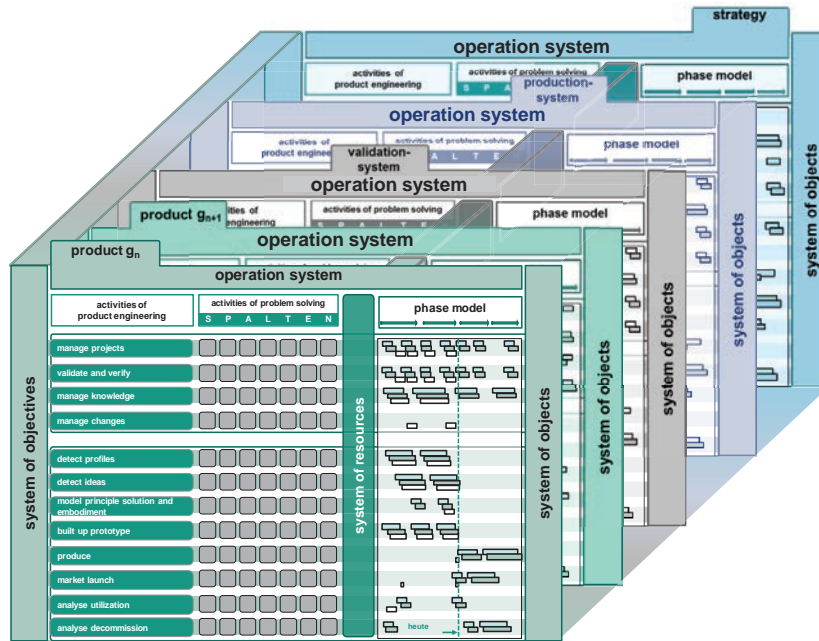 strategy
operation system
activities of
product engineering
activities of problem solving
S P A L T E
phase model
production-
system
operation system
activities of
product engineering
activities of
A L T E
phase model
validation-
system
operation system
activities of problem solving
S P A L T E
phase model
product gn+1
operation system
product gn
operation system
activities of
product engineering
activities of problem solving
S P A L T E N
phase model
manage projects
validate and verify
manage knowledge
manage changes
detect profiles
detect ideas
model principle solution and
embodiment
built up prototype
produce
market launch
analyse utilization
analyse decommission
heute
system of objectives
system of resources
system of objects
system of objects
system of objects
system of objects
system of objects